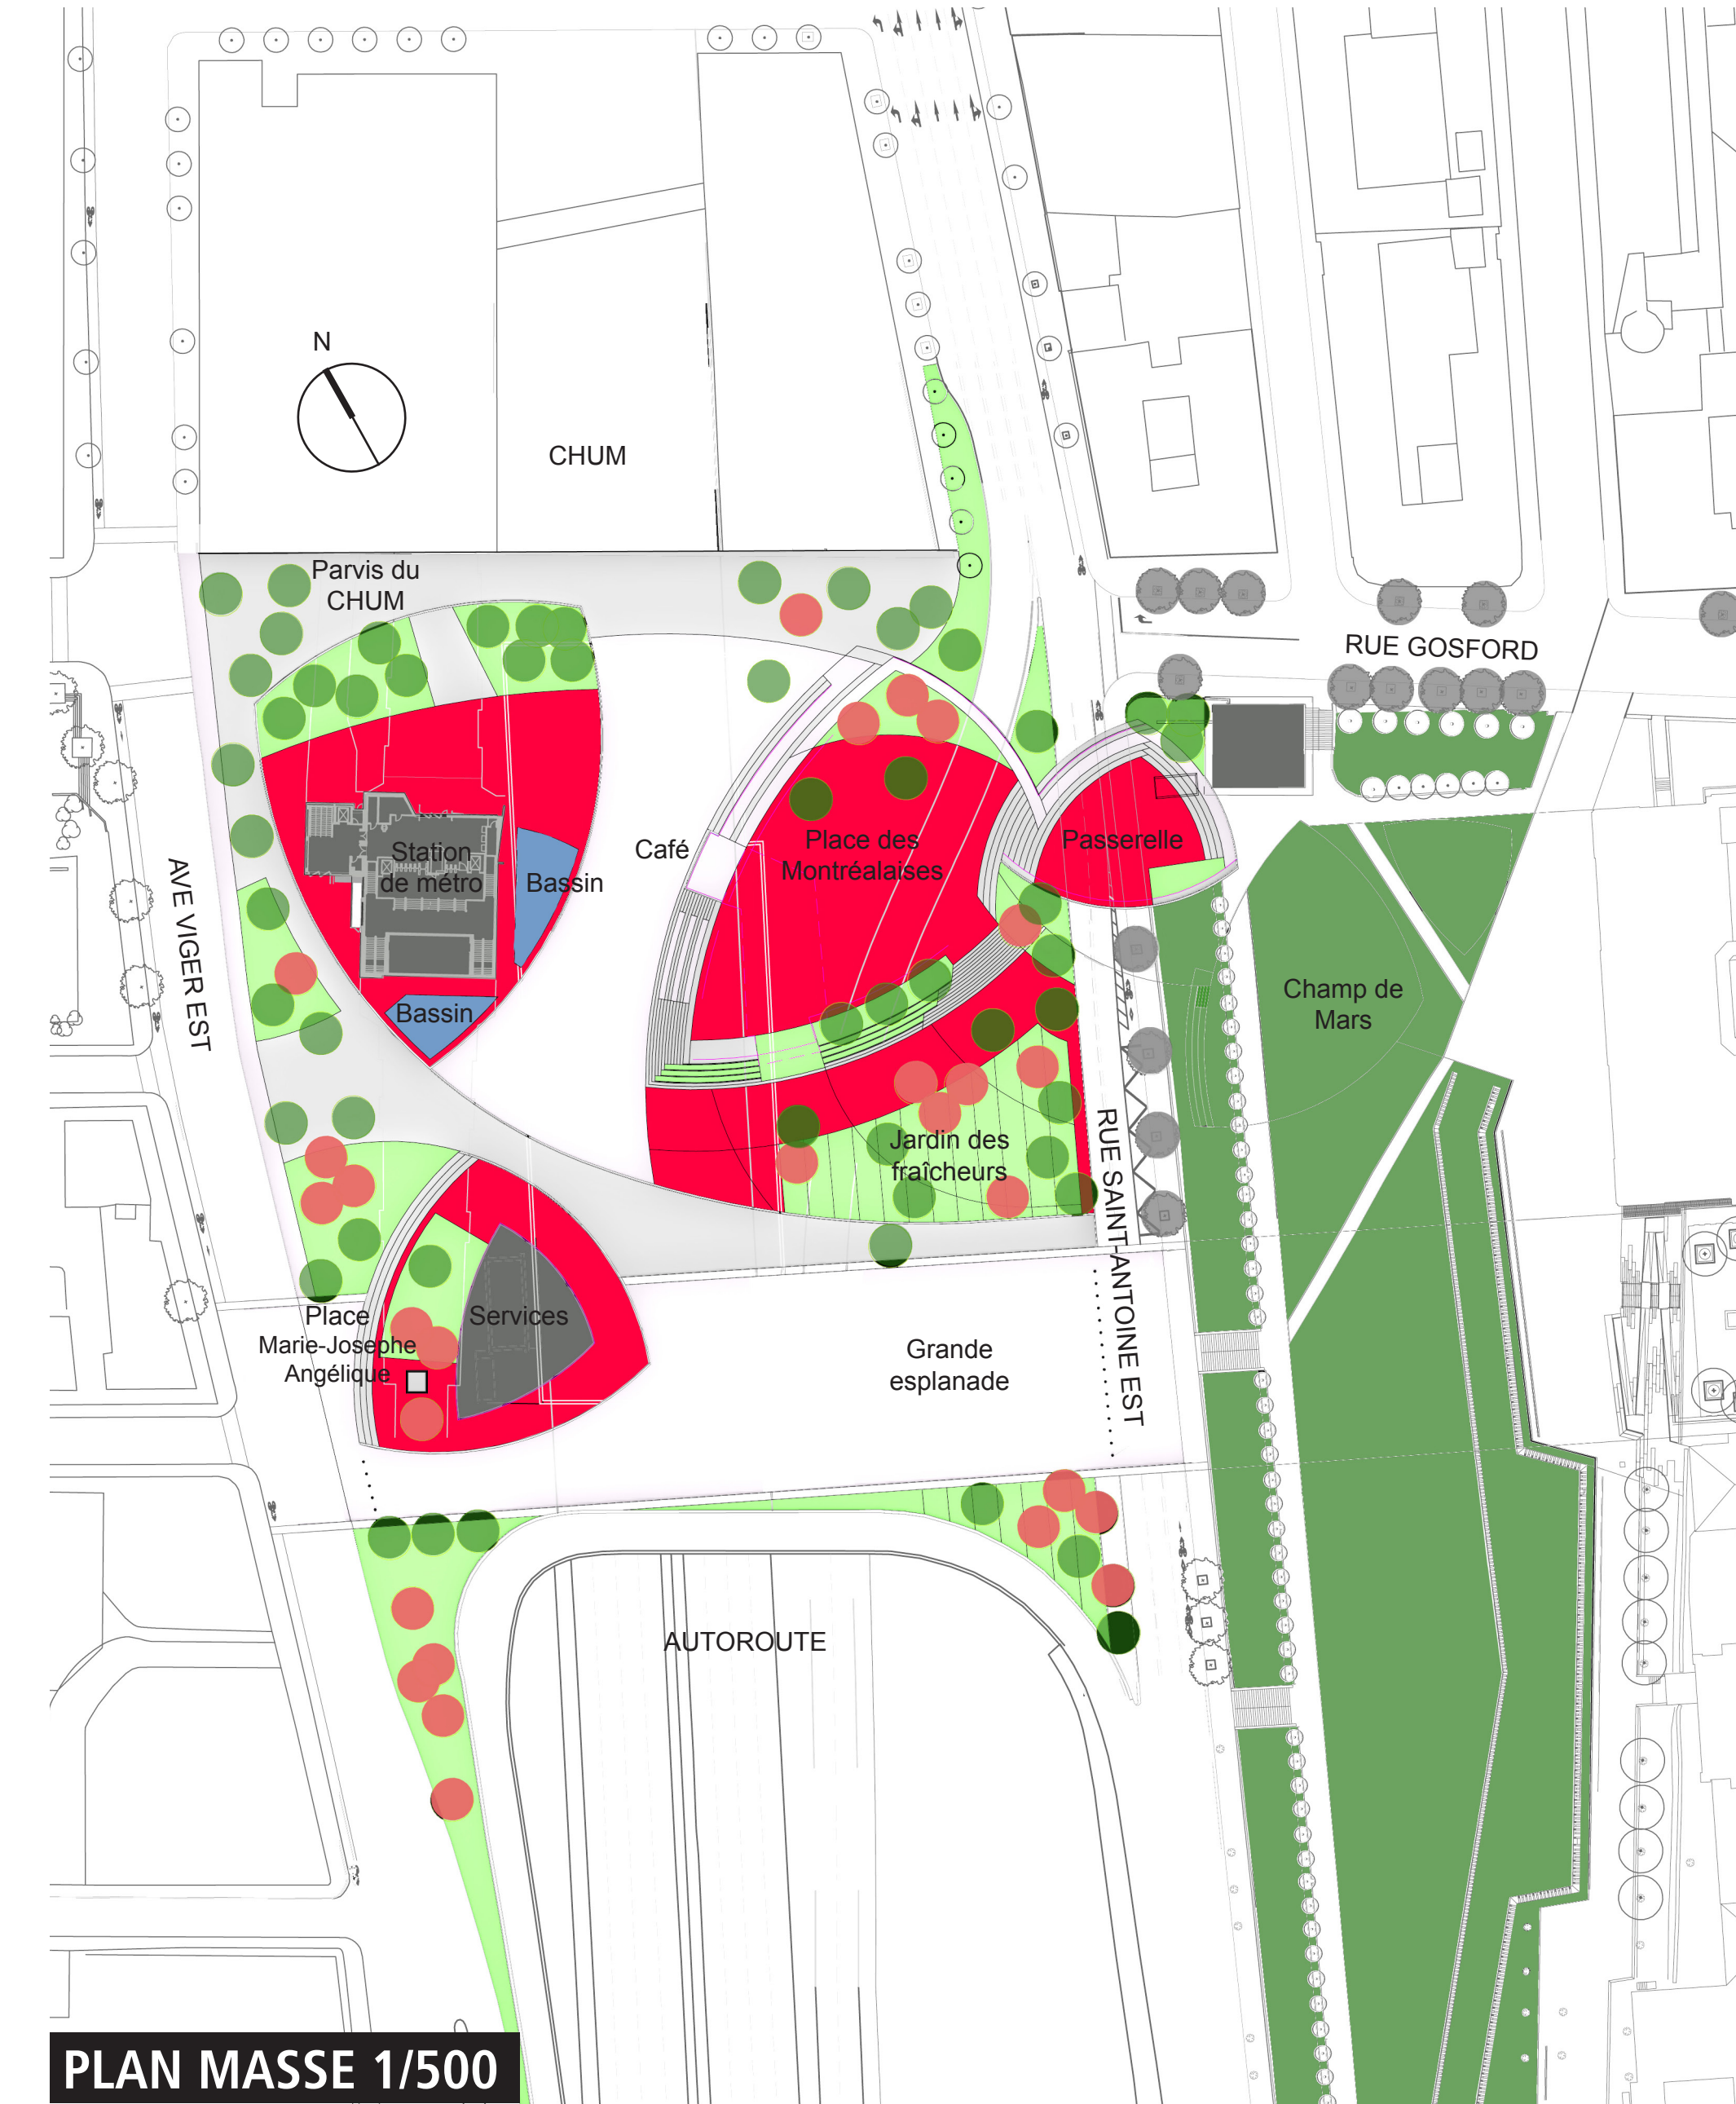 N
CHUM
Parvis du
CHUM
RUE GOSFORD
Café
Place des
Montréalaises
Passerelle
Station
de métro
Bassin
Bassin
AVE VIGER EST
Champ de
Mars
Jardin des
fraîcheurs
RUE SAINT-ANTOINE EST
Place
Marie-Josephe
Angélique
Services
Grande
esplanade
AUTOROUTE
PLAN MASSE 1/500